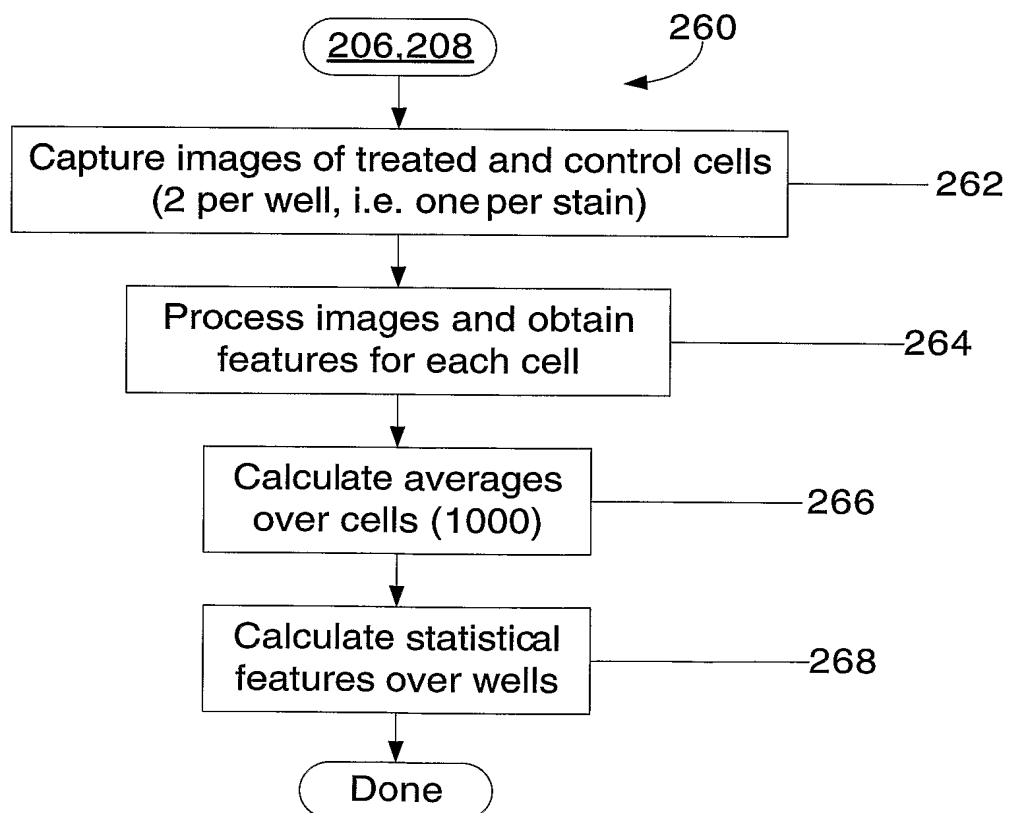 206,208
260
Capture images of treated and control cells
(2 per well, i.e. one per stain)
262
Process images and obtain
features for each cell
264
Calculate averages
over cells (1000)
266
Calculate statistical
features over wells
268
Done